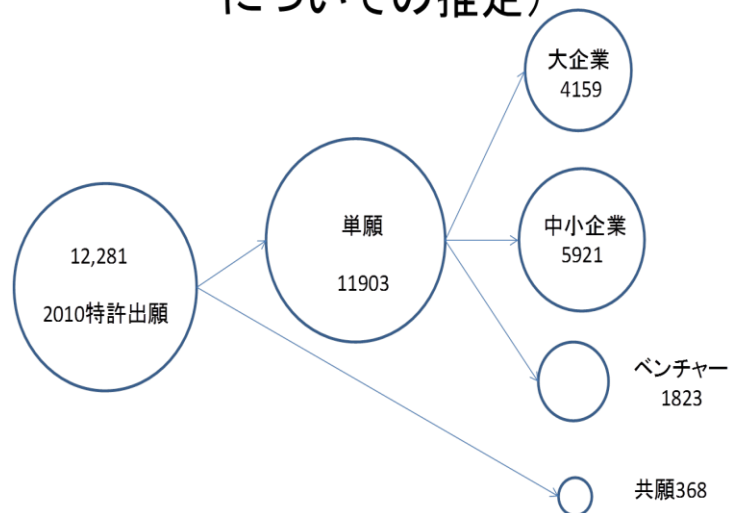 についての推定）
大企業
4159
単願
11903
中小企業
5921
12,281
2010特許出願
ベンチャー
1823
共願368